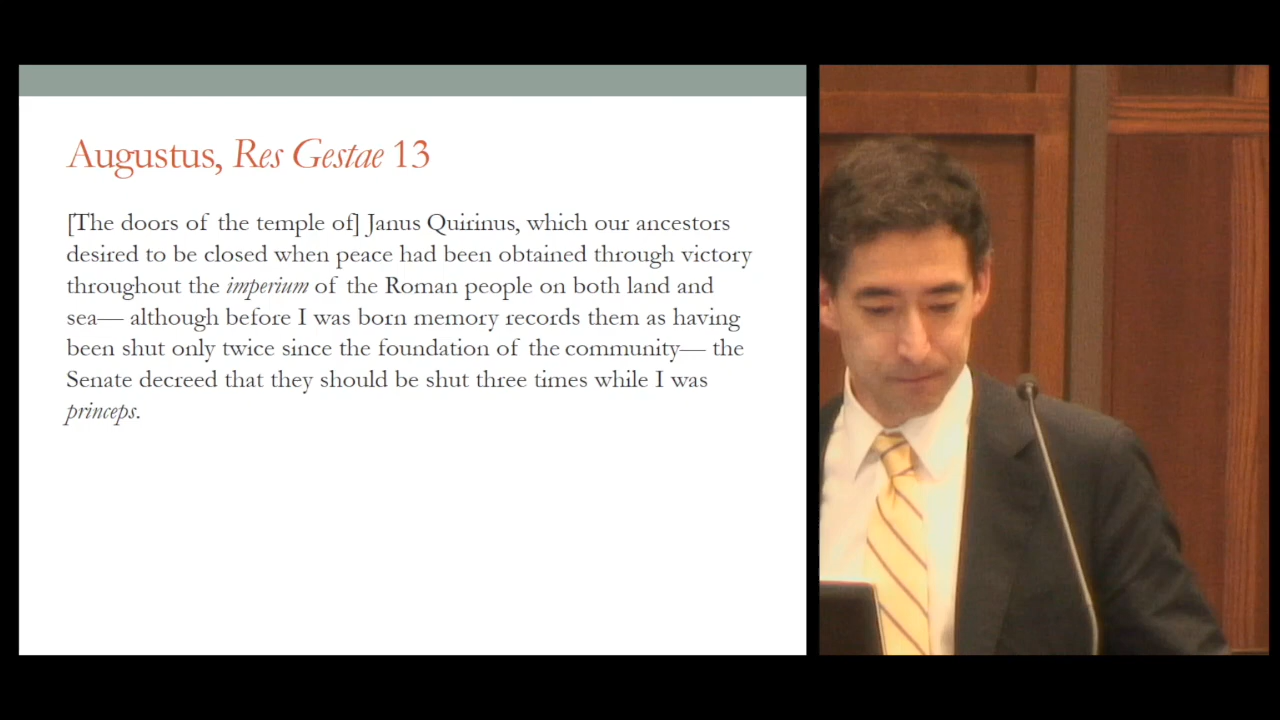 Augustus, Res Gestae 13
[The doors of the temple of] Janus Quirinus, which our ancestors
desired to be closed when peace had been obtained through victory
throughout the imperium of the Roman people on both land and
sea— although before I was born memory records them as having
been shut only twice since the foundation of the community— the
Senate decreed that they should be shut three times while I was
princeps.